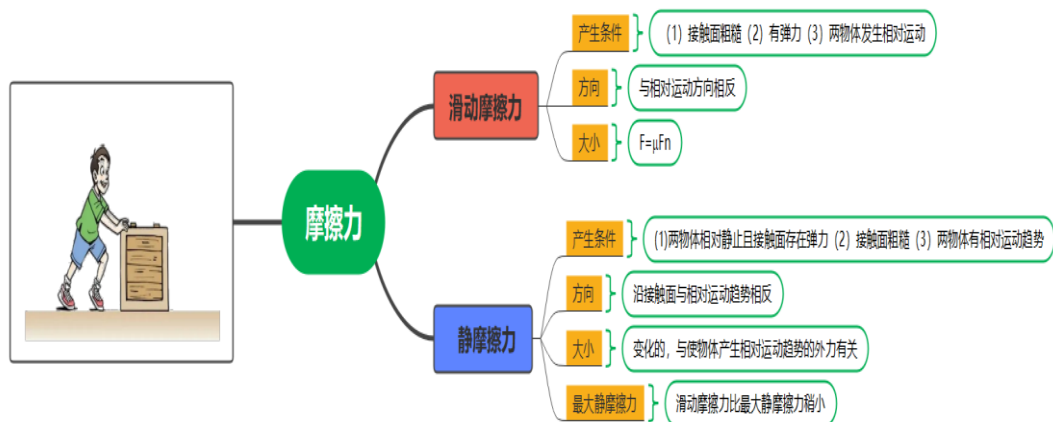 摩擦力
滑动摩擦力
产生条件
(1) 接触面粗糙 (2) 有弹力 (3) 两物体发生相对运动
方向
与相对运动方向相反
大小
F=μFn
静摩擦力
产生条件
(1)两物体相对静止且接触面存在弹力 (2) 接触面粗糙 (3) 两物体有相对运动趋势
方向
沿接触面与相对运动趋势相反
大小
变化的，与使物体产生相对运动趋势的外力有关
最大静摩擦力
滑动摩擦力比最大静摩擦力稍小